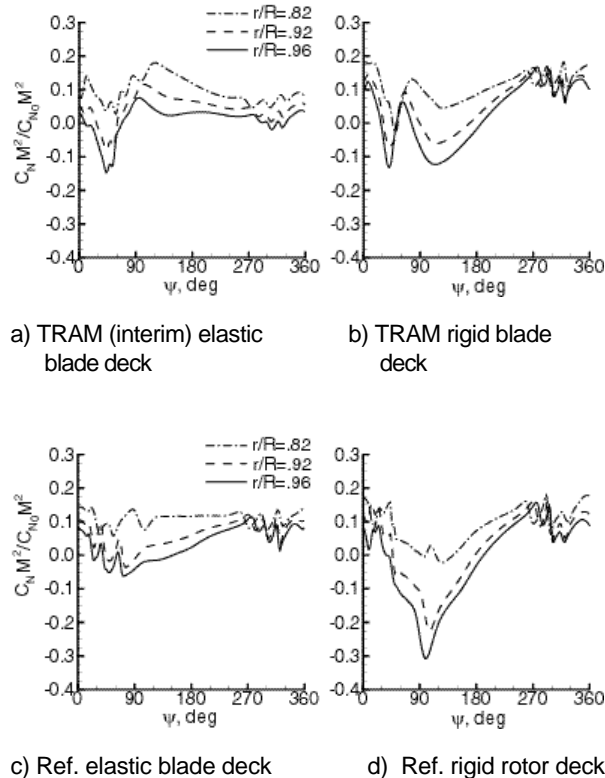 r/R=.82
r/R=.92
r/R=.96
C_N M²/C_N0 M²
0.3
0.2
0.1
0.0
-0.1
-0.2
-0.3
-0.4
0 90 180 270 360
ψ, deg
0.3
0.2
0.1
0.0
-0.1
-0.2
-0.3
-0.4
0 90 180 270 360
ψ, deg
a) TRAM (interim) elastic
blade deck
b) TRAM rigid blade
deck
r/R=.82
r/R=.92
r/R=.96
C_N M²/C_N0 M²
0.3
0.2
0.1
0.0
-0.1
-0.2
-0.3
-0.4
0 90 180 270 360
ψ, deg
0.3
0.2
0.1
0.0
-0.1
-0.2
-0.3
-0.4
0 90 180 270 360
ψ, deg
c) Ref. elastic blade deck
d) Ref. rigid rotor deck